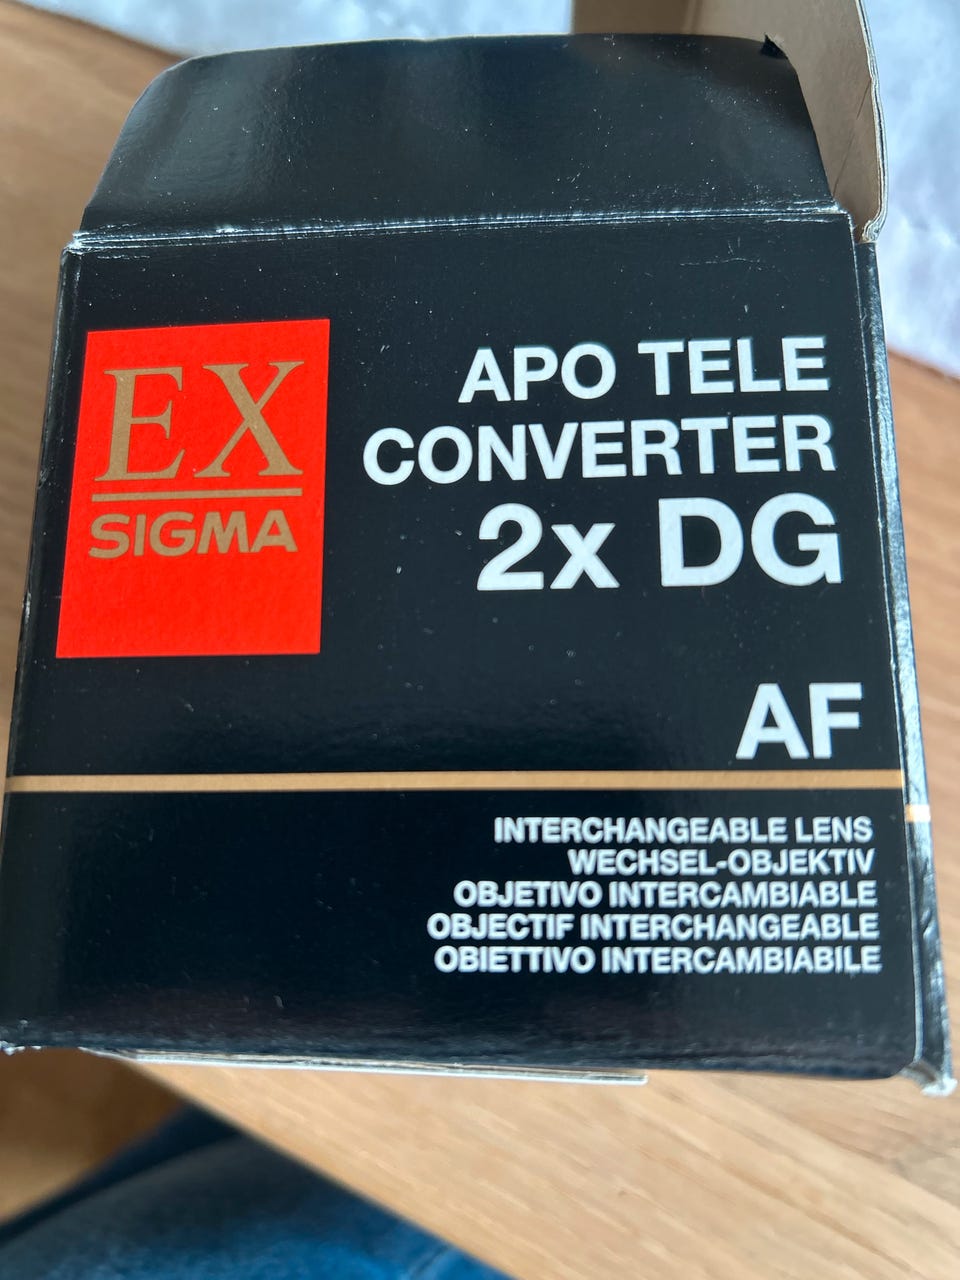 EX
SIGMA
APO TELE
CONVERTER
2x DG
AF
INTERCHANGEABLE LENS
WECHSEL-OBJEKTIV
OBJETIVO INTERCAMBIABLE
OBJECTIF INTERCHANGEABLE
OBIETTIVO INTERCAMBIABILE